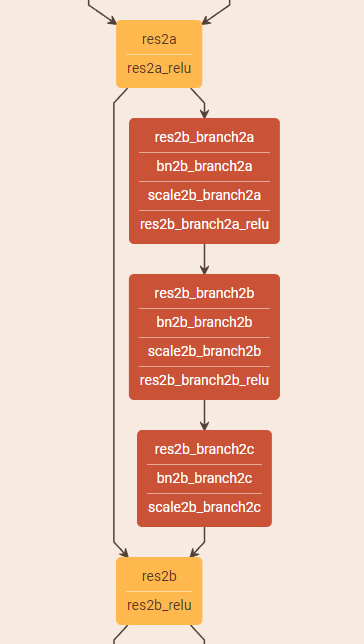 res2a
res2a_relu
res2b_branch2a
bn2b_branch2a
scale2b_branch2a
res2b_branch2a_relu
res2b_branch2b
bn2b_branch2b
scale2b_branch2b
res2b_branch2b_relu
res2b_branch2c
bn2b_branch2c
scale2b_branch2c
res2b
res2b_relu